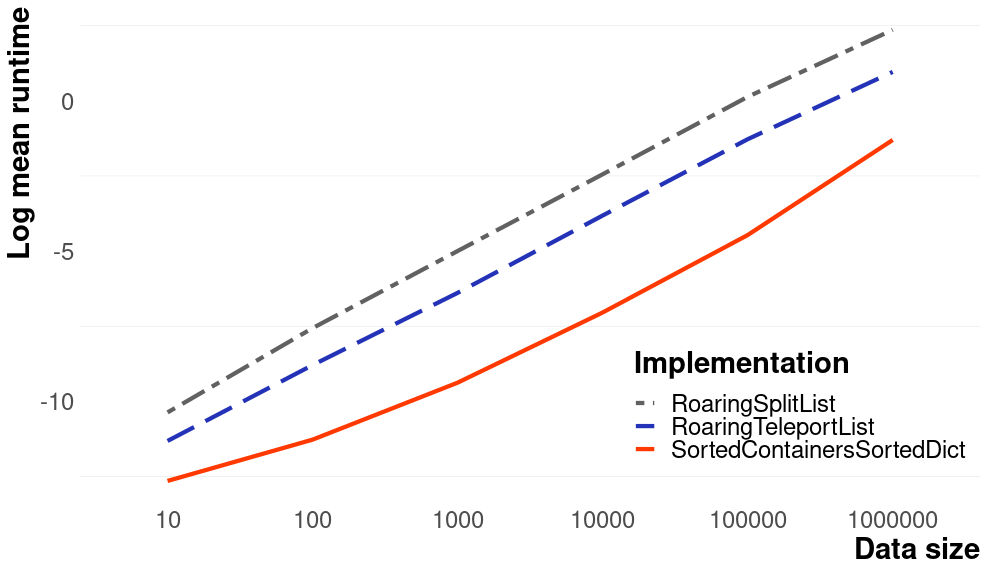 Log mean runtime
0
-5
-10
Implementation
RoaringSplitList
RoaringTeleportList
SortedContainersSortedDict
10 100 1000 10000 100000 1000000
Data size